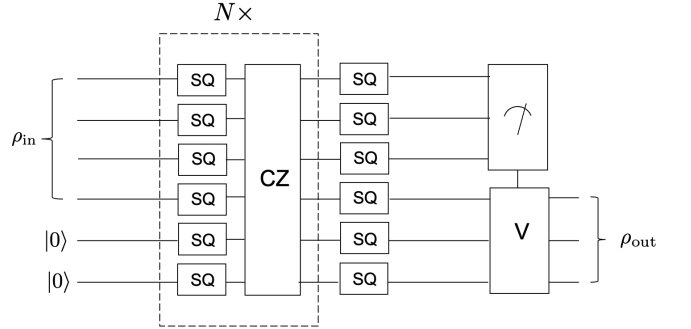 N×
SQ SQ
SQ SQ
ρin SQ SQ
CZ
SQ SQ
|0⟩ SQ SQ V ρout
|0⟩ SQ SQ